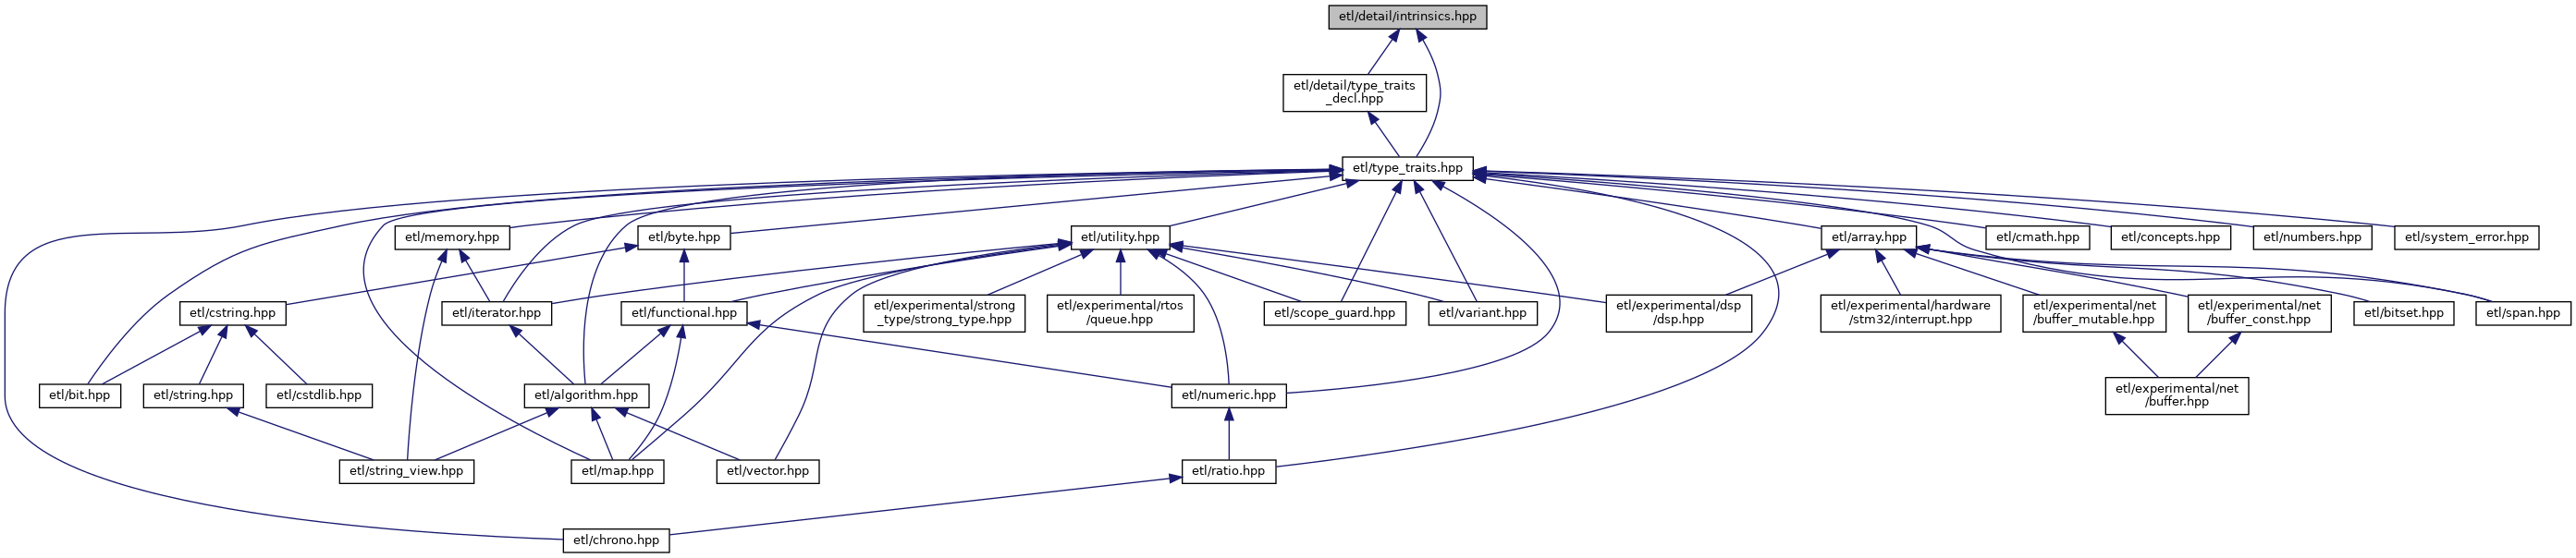 etl/detail/intrinsics.hpp
etl/detail/type_traits
_decl.hpp
etl/type_traits.hpp
etl/memory.hpp
etl/byte.hpp
etl/utility.hpp
etl/array.hpp
etl/cmath.hpp
etl/concepts.hpp
etl/numbers.hpp
etl/system_error.hpp
etl/cstring.hpp
etl/iterator.hpp
etl/functional.hpp
etl/experimental/strong
_type/strong_type.hpp
etl/experimental/rtos
/queue.hpp
etl/scope_guard.hpp
etl/variant.hpp
etl/experimental/dsp
/dsp.hpp
etl/experimental/hardware
/stm32/interrupt.hpp
etl/experimental/net
/buffer_mutable.hpp
etl/experimental/net
/buffer_const.hpp
etl/bitset.hpp
etl/span.hpp
etl/bit.hpp
etl/string.hpp
etl/cstdlib.hpp
etl/algorithm.hpp
etl/numeric.hpp
etl/experimental/net
/buffer.hpp
etl/string_view.hpp
etl/map.hpp
etl/vector.hpp
etl/ratio.hpp
etl/chrono.hpp